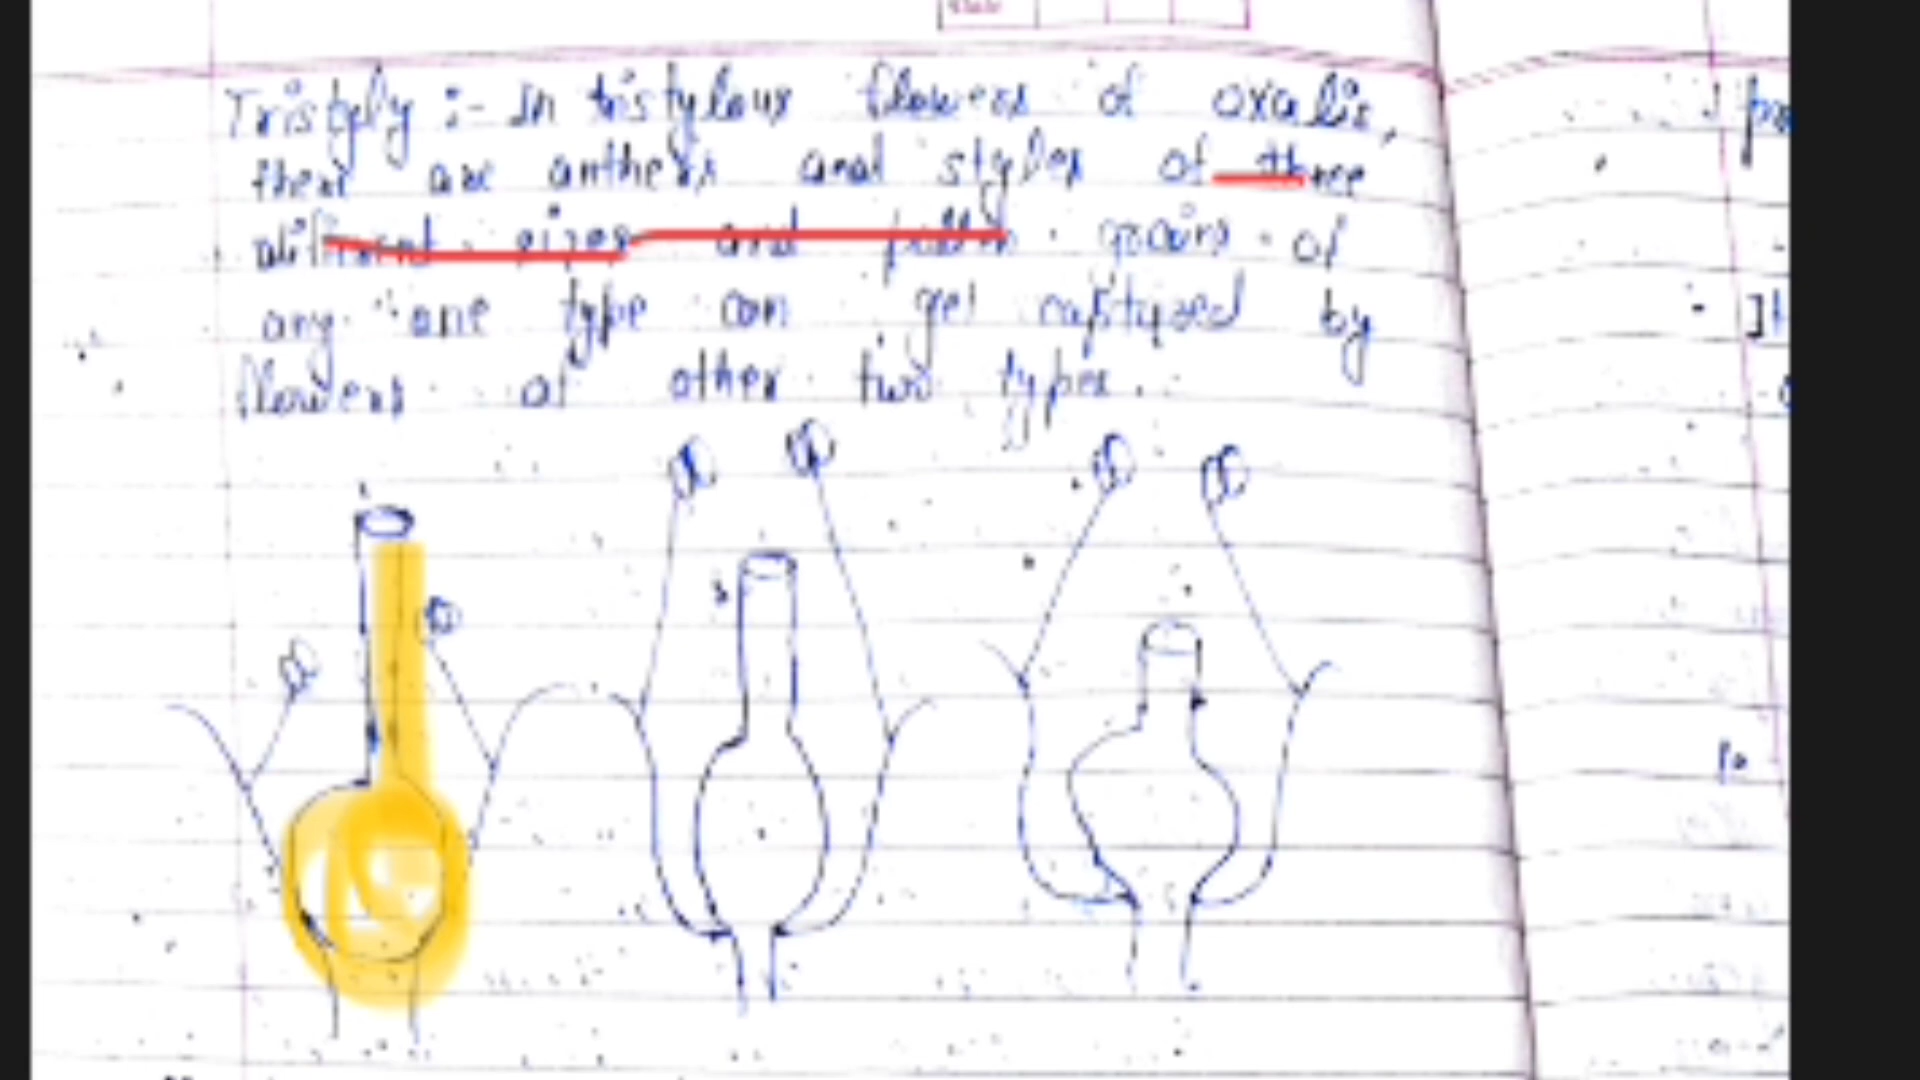 Tristyly :- In tristylous flowers of oxalis,
there are anthers and styles of three
different sizes and pollen grains of
any one type can get captured by
flowers of other two types.